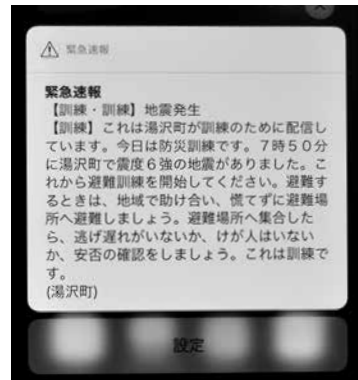 緊急速報
緊急速報
【訓練・訓練】地震発生
【訓練】これは湯沢町が訓練のために配信し
ています。今日は防災訓練です。7時50分
に湯沢町で震度6強の地震がありました。こ
れから避難訓練を開始してください。避難す
るときは、地域で助け合い、慌てずに避難場
所へ避難しましょう。避難場所へ集合した
ら、逃げ遅れがいないか、けが人はいない
か、安否の確認をしましょう。これは訓練で
す。
(湯沢町)
設定